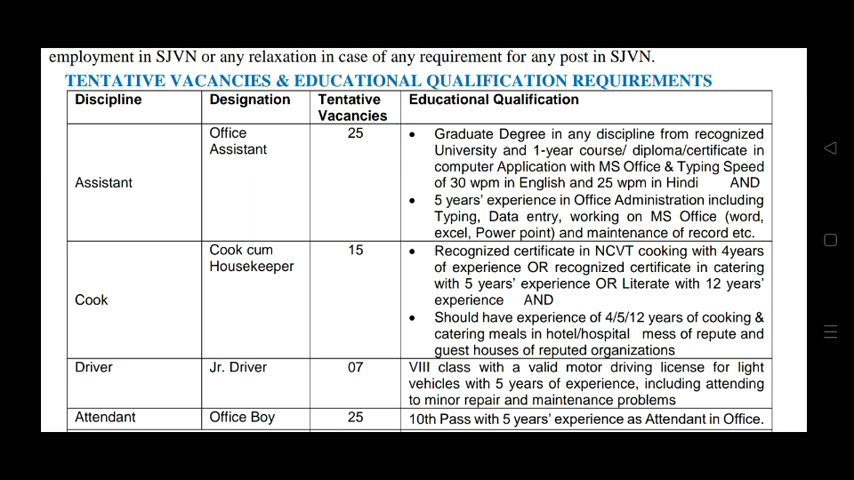 employment in SJVN or any relaxation in case of any requirement for any post in SJVN.
TENTATIVE VACANCIES & EDUCATIONAL QUALIFICATION REQUIREMENTS
Discipline Designation Tentative Vacancies Educational Qualification
Assistant
Office
Assistant
25
• Graduate Degree in any discipline from recognized
University and 1-year course/ diploma/certificate in
computer Application with MS Office & Typing Speed
of 30 wpm in English and 25 wpm in Hindi AND
• 5 years' experience in Office Administration including
Typing, Data entry, working on MS Office (word,
excel, Power point) and maintenance of record etc.
Cook
Cook cum
Housekeeper
15
• Recognized certificate in NCVT cooking with 4years
of experience OR recognized certificate in catering
with 5 years' experience OR Literate with 12 years'
experience AND
• Should have experience of 4/5/12 years of cooking &
catering meals in hotel/hospital mess of repute and
guest houses of reputed organizations
Driver
Jr. Driver
07
VIII class with a valid motor driving license for light
vehicles with 5 years of experience, including attending
to minor repair and maintenance problems
Attendant
Office Boy
25
10th Pass with 5 years' experience as Attendant in Office.